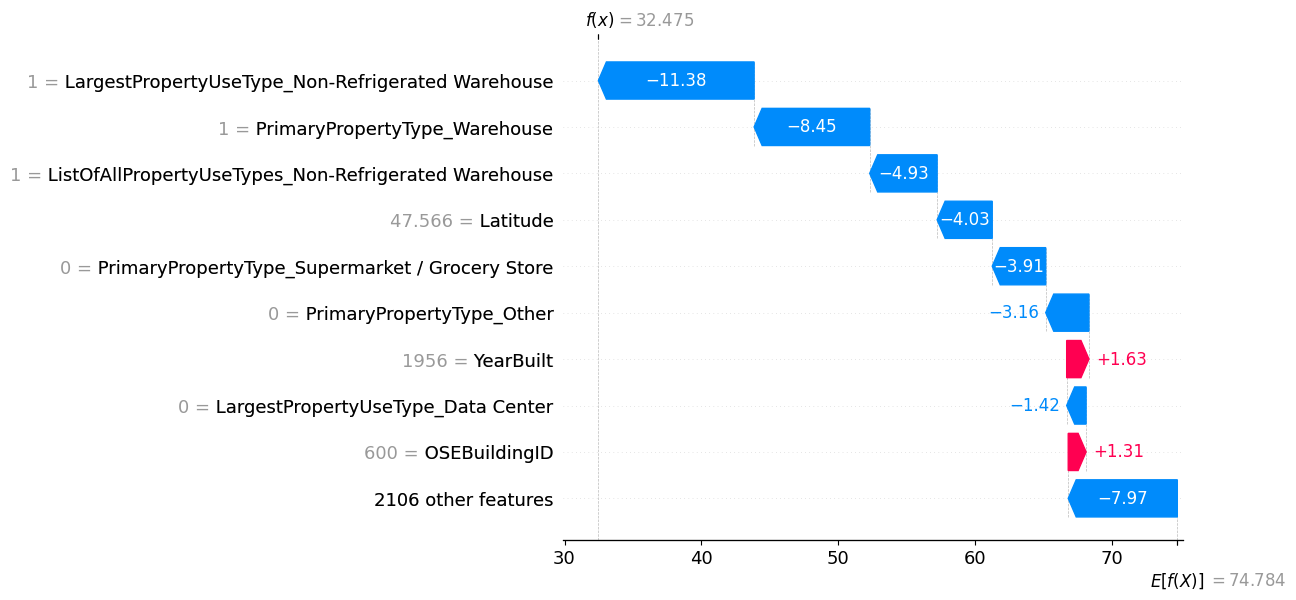 f(x) = 32.475
1 = LargestPropertyUseType_Non-Refrigerated Warehouse −11.38
1 = PrimaryPropertyType_Warehouse −8.45
1 = ListOfAllPropertyUseTypes_Non-Refrigerated Warehouse −4.93
47.566 = Latitude −4.03
0 = PrimaryPropertyType_Supermarket / Grocery Store −3.91
0 = PrimaryPropertyType_Other −3.16
1956 = YearBuilt +1.63
0 = LargestPropertyUseType_Data Center −1.42
600 = OSEBuildingID +1.31
2106 other features −7.97
30 40 50 60 70
E[f(X)] = 74.784